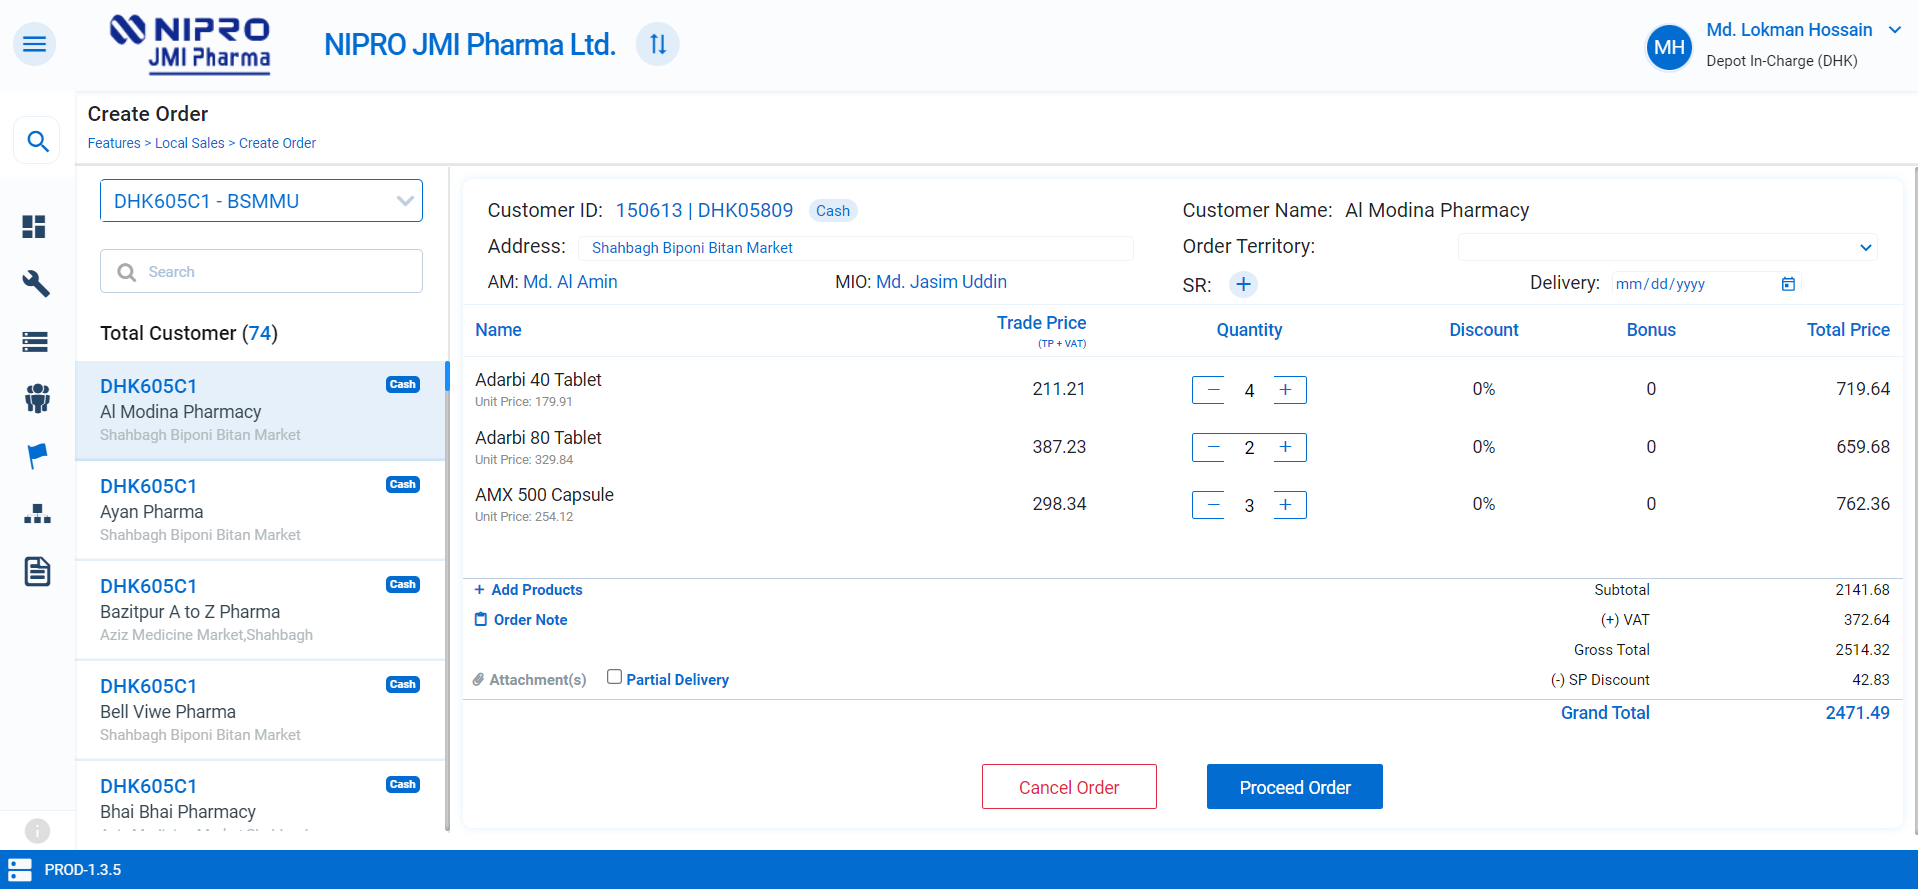 NIPRO
JMI Pharma
NIPRO JMI Pharma Ltd.
MH
Md. Lokman Hossain
Depot In-Charge (DHK)
Create Order
Features > Local Sales > Create Order
DHK605C1 - BSMMU
Search
Total Customer (74)
DHK605C1
Cash
Al Modina Pharmacy
Shahbagh Biponi Bitan Market
DHK605C1
Cash
Ayan Pharma
Shahbagh Biponi Bitan Market
DHK605C1
Cash
Bazitpur A to Z Pharma
Aziz Medicine Market,Shahbagh
DHK605C1
Cash
Bell Viwe Pharma
Shahbagh Biponi Bitan Market
DHK605C1
Cash
Bhai Bhai Pharmacy
Customer ID: 150613 | DHK05809 Cash
Customer Name: Al Modina Pharmacy
Address: Shahbagh Biponi Bitan Market
Order Territory:
AM: Md. Al Amin
MIO: Md. Jasim Uddin
SR: +
Delivery: mm/dd/yyyy
Name Trade Price (TP + VAT) Quantity Discount Bonus Total Price
Adarbi 40 Tablet 211.21 − 4 + 0% 0 719.64
Unit Price: 179.91
Adarbi 80 Tablet 387.23 − 2 + 0% 0 659.68
Unit Price: 329.84
AMX 500 Capsule 298.34 − 3 + 0% 0 762.36
Unit Price: 254.12
+ Add Products
Order Note
Attachment(s)
Partial Delivery
Subtotal 2141.68
(+) VAT 372.64
Gross Total 2514.32
(-) SP Discount 42.83
Grand Total 2471.49
Cancel Order
Proceed Order
PROD-1.3.5